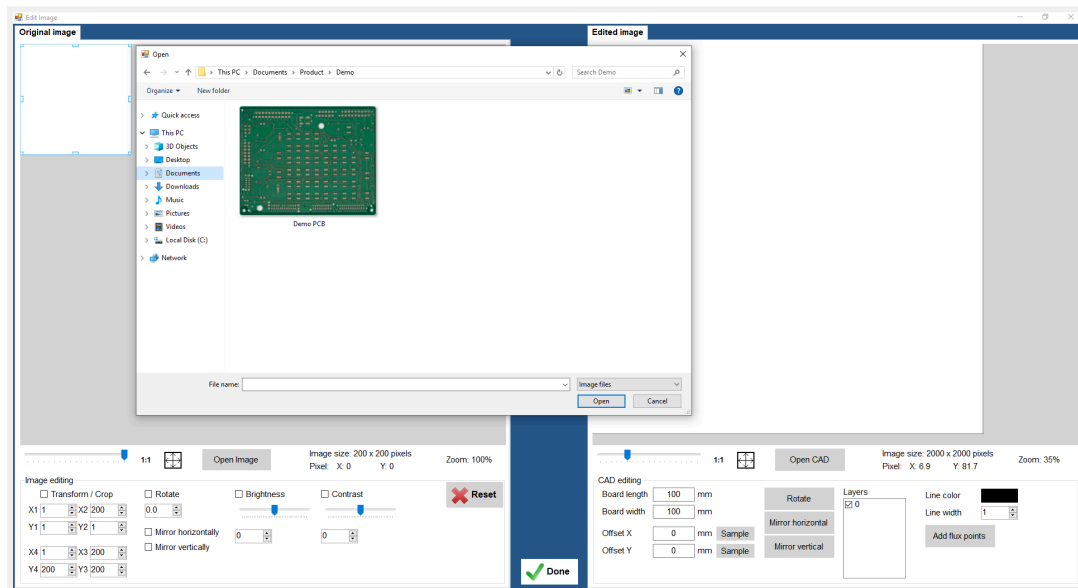 Edit Image
Original image
Edited image
Open
This PC > Documents > Product > Demo
Search Demo
Organize
New folder
Quick access
This PC
3D Objects
Desktop
Documents
Downloads
Music
Pictures
Videos
Local Disk (C:)
Network
Demo PCB
File name:
Image files
Open
Cancel
1:1
Open Image
Image size: 200 x 200 pixels
Pixel: X: 0 Y: 0
Zoom: 100%
Image editing
Transform / Crop
X1 1 X2 200
Y1 1 Y2 1
X4 1 X3 200
Y4 200 Y3 200
Rotate
0.0
Mirror horizontally
Mirror vertically
Brightness
0
Contrast
0
Reset
Done
1:1
Open CAD
Image size: 2000 x 2000 pixels
Pixel: X: 6.9 Y: 81.7
Zoom: 35%
CAD editing
Board length 100 mm
Board width 100 mm
Offset X 0 mm Sample
Offset Y 0 mm Sample
Rotate
Mirror horizontal
Mirror vertical
Layers
0
Line color
Line width 1
Add flux points